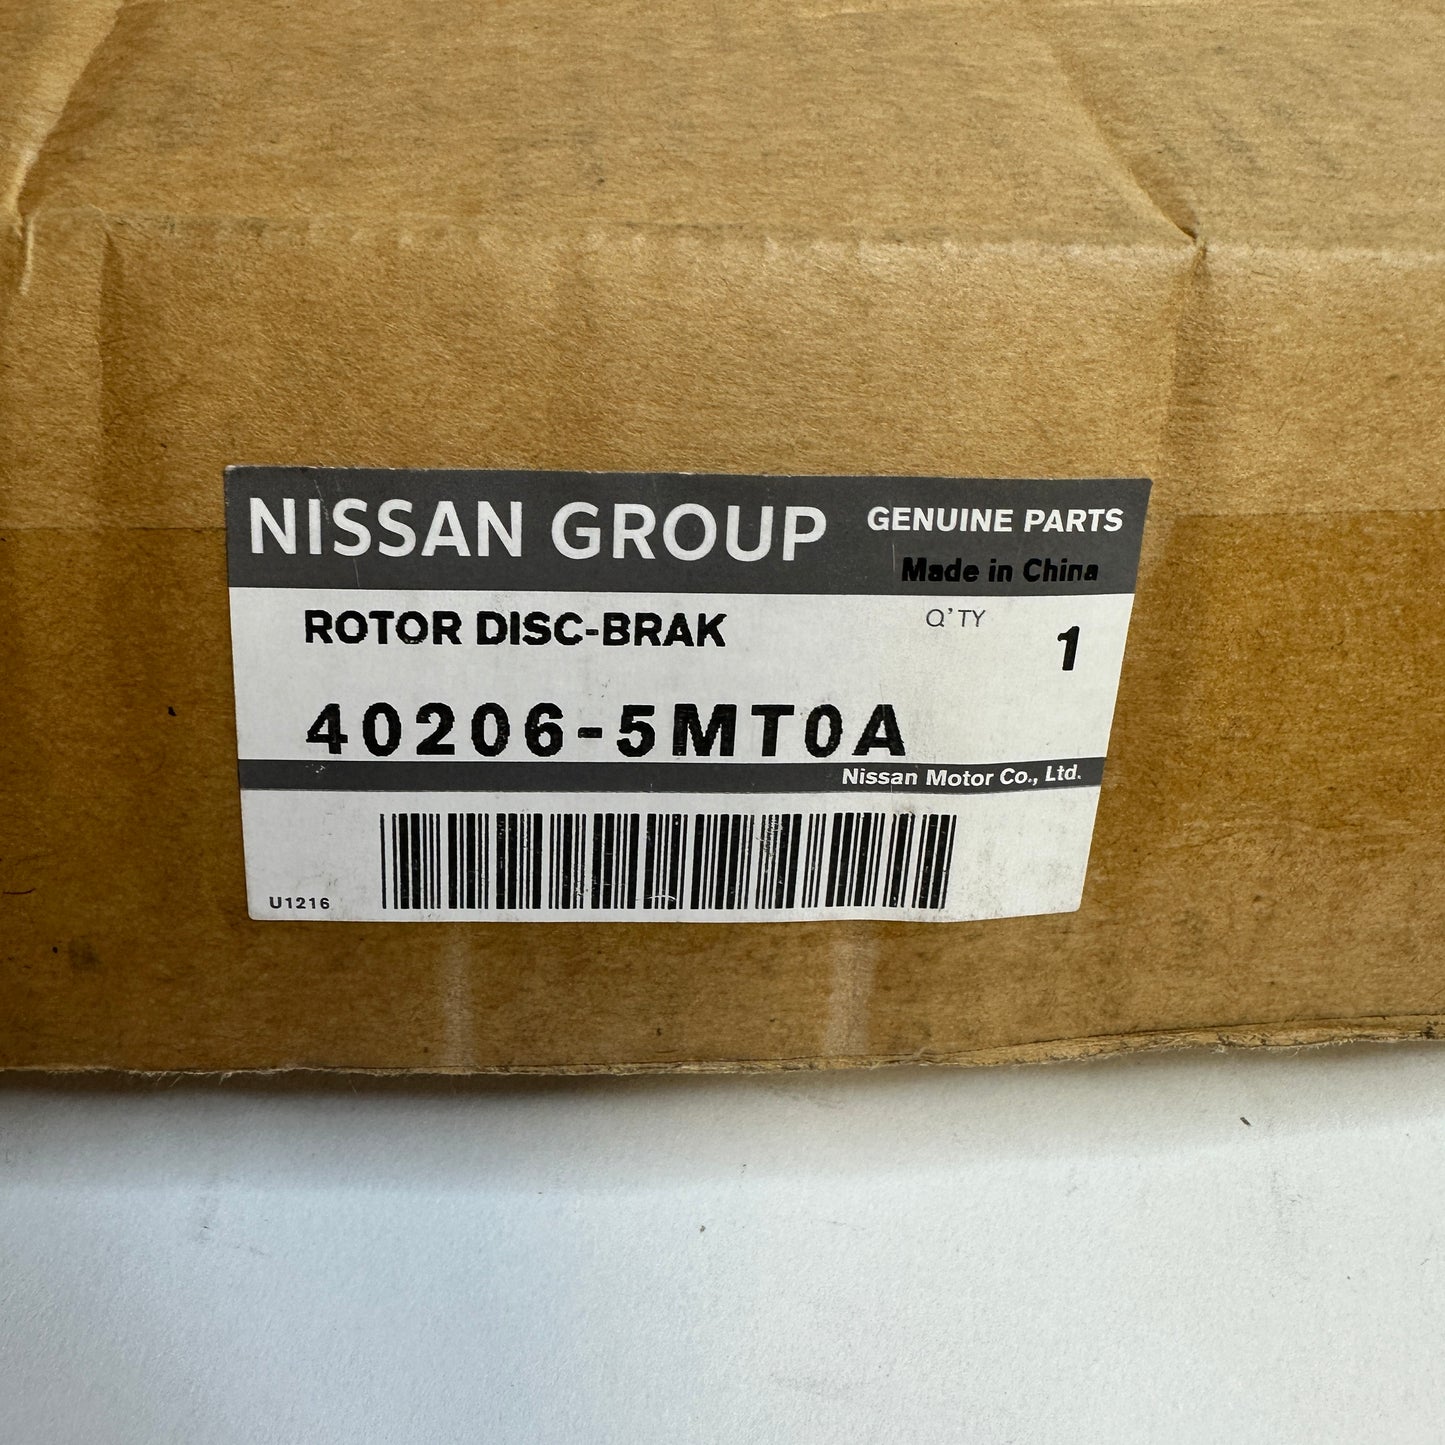 NISSAN GROUP GENUINE PARTS
Made in China
ROTOR DISC-BRAK Q'TY 1
40206-5MT0A
Nissan Motor Co., Ltd.
U1216